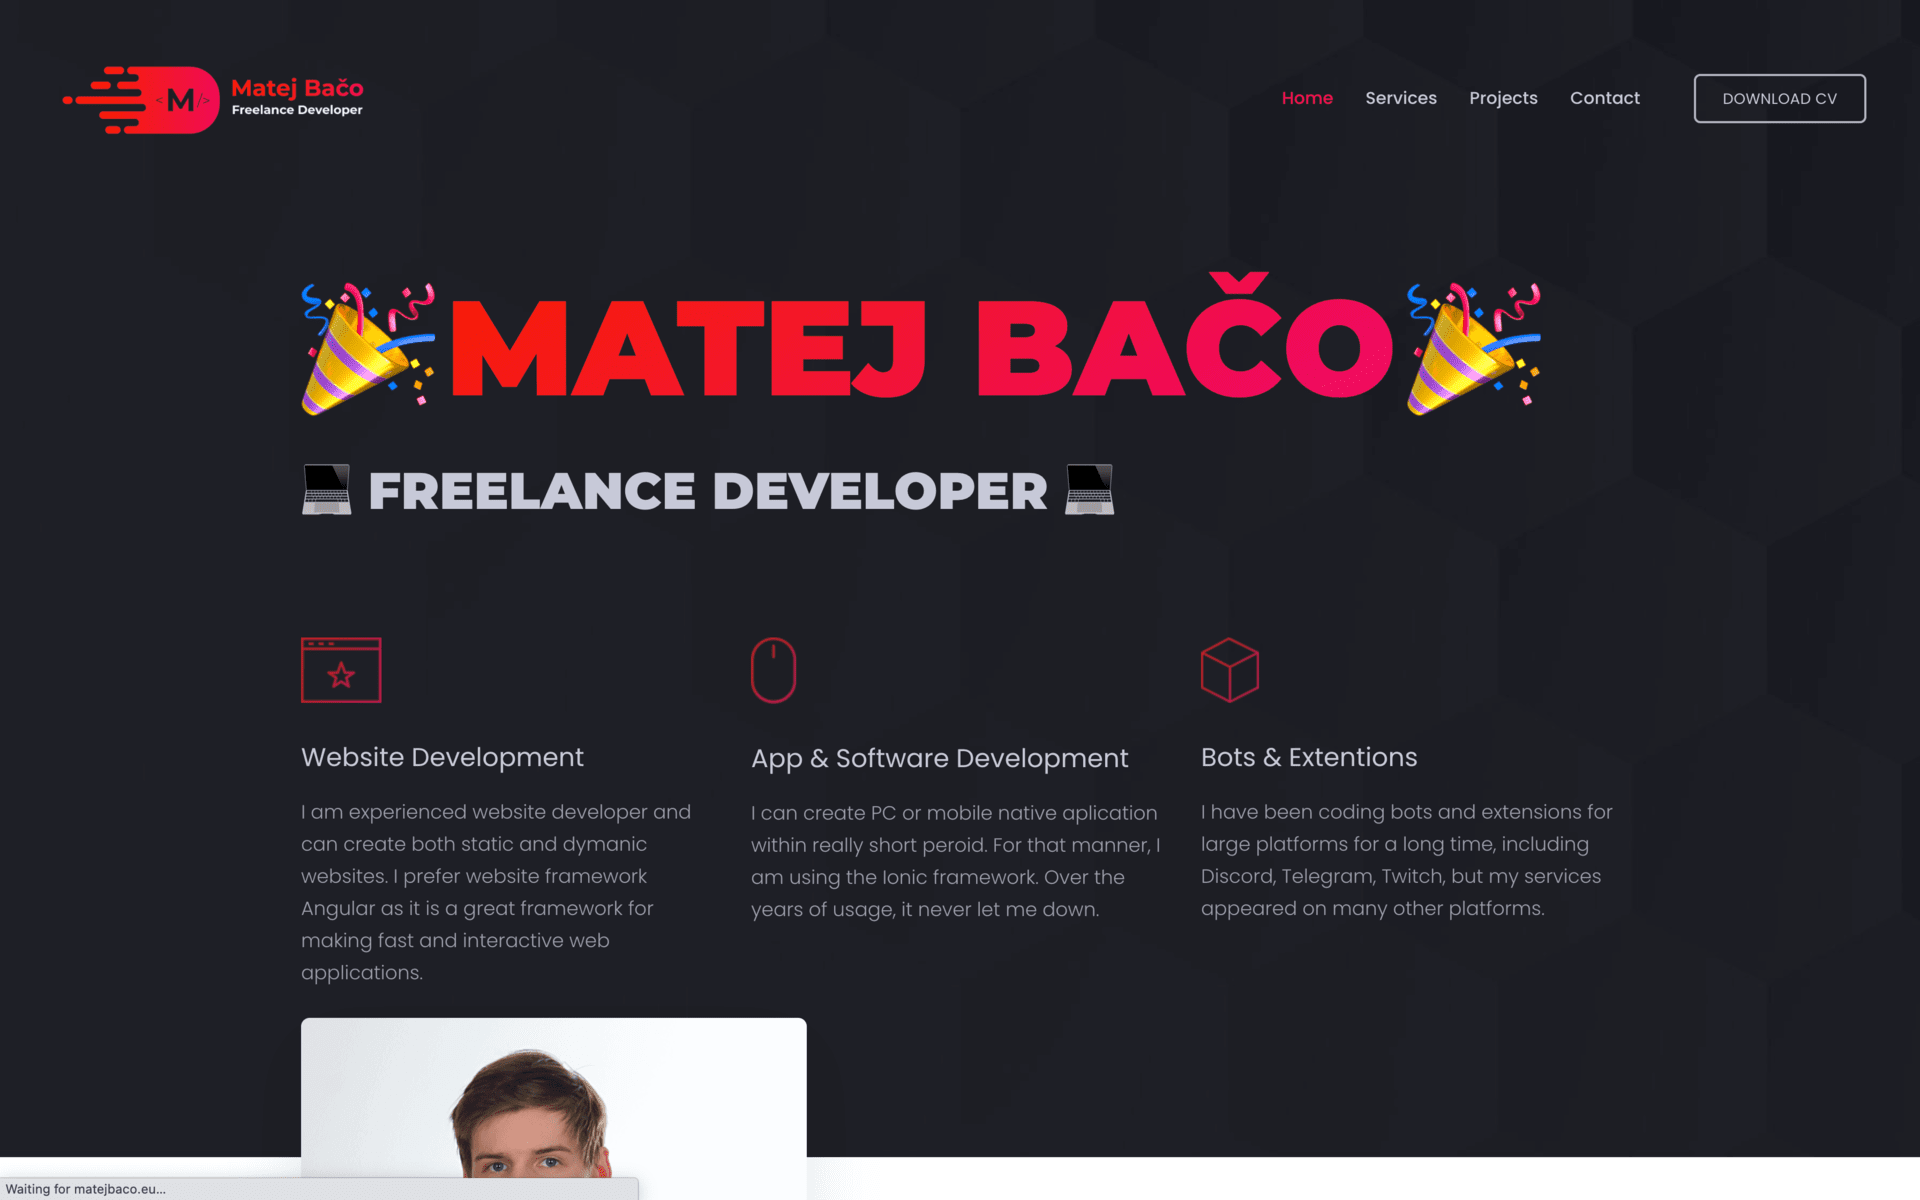 <M/>
Matej Bačo
Freelance Developer
Home
Services
Projects
Contact
DOWNLOAD CV
MATEJ BAČO
FREELANCE DEVELOPER
Website Development
I am experienced website developer and
can create both static and dymanic
websites. I prefer website framework
Angular as it is a great framework for
making fast and interactive web
applications.
App & Software Development
I can create PC or mobile native aplication
within really short peroid. For that manner, I
am using the Ionic framework. Over the
years of usage, it never let me down.
Bots & Extentions
I have been coding bots and extensions for
large platforms for a long time, including
Discord, Telegram, Twitch, but my services
appeared on many other platforms.
Waiting for matejbaco.eu...